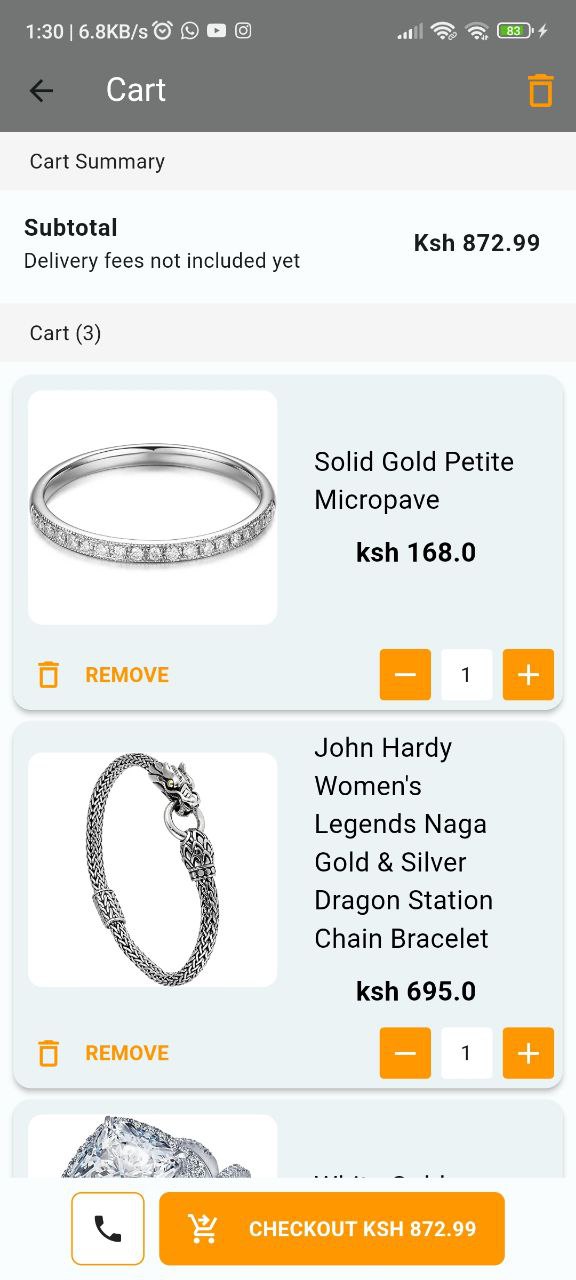 1:30 | 6.8KB/s
83
Cart
Cart Summary
Subtotal
Ksh 872.99
Delivery fees not included yet
Cart (3)
Solid Gold Petite
Micropave
ksh 168.0
REMOVE
1
John Hardy
Women's
Legends Naga
Gold & Silver
Dragon Station
Chain Bracelet
ksh 695.0
REMOVE
1
CHECKOUT KSH 872.99